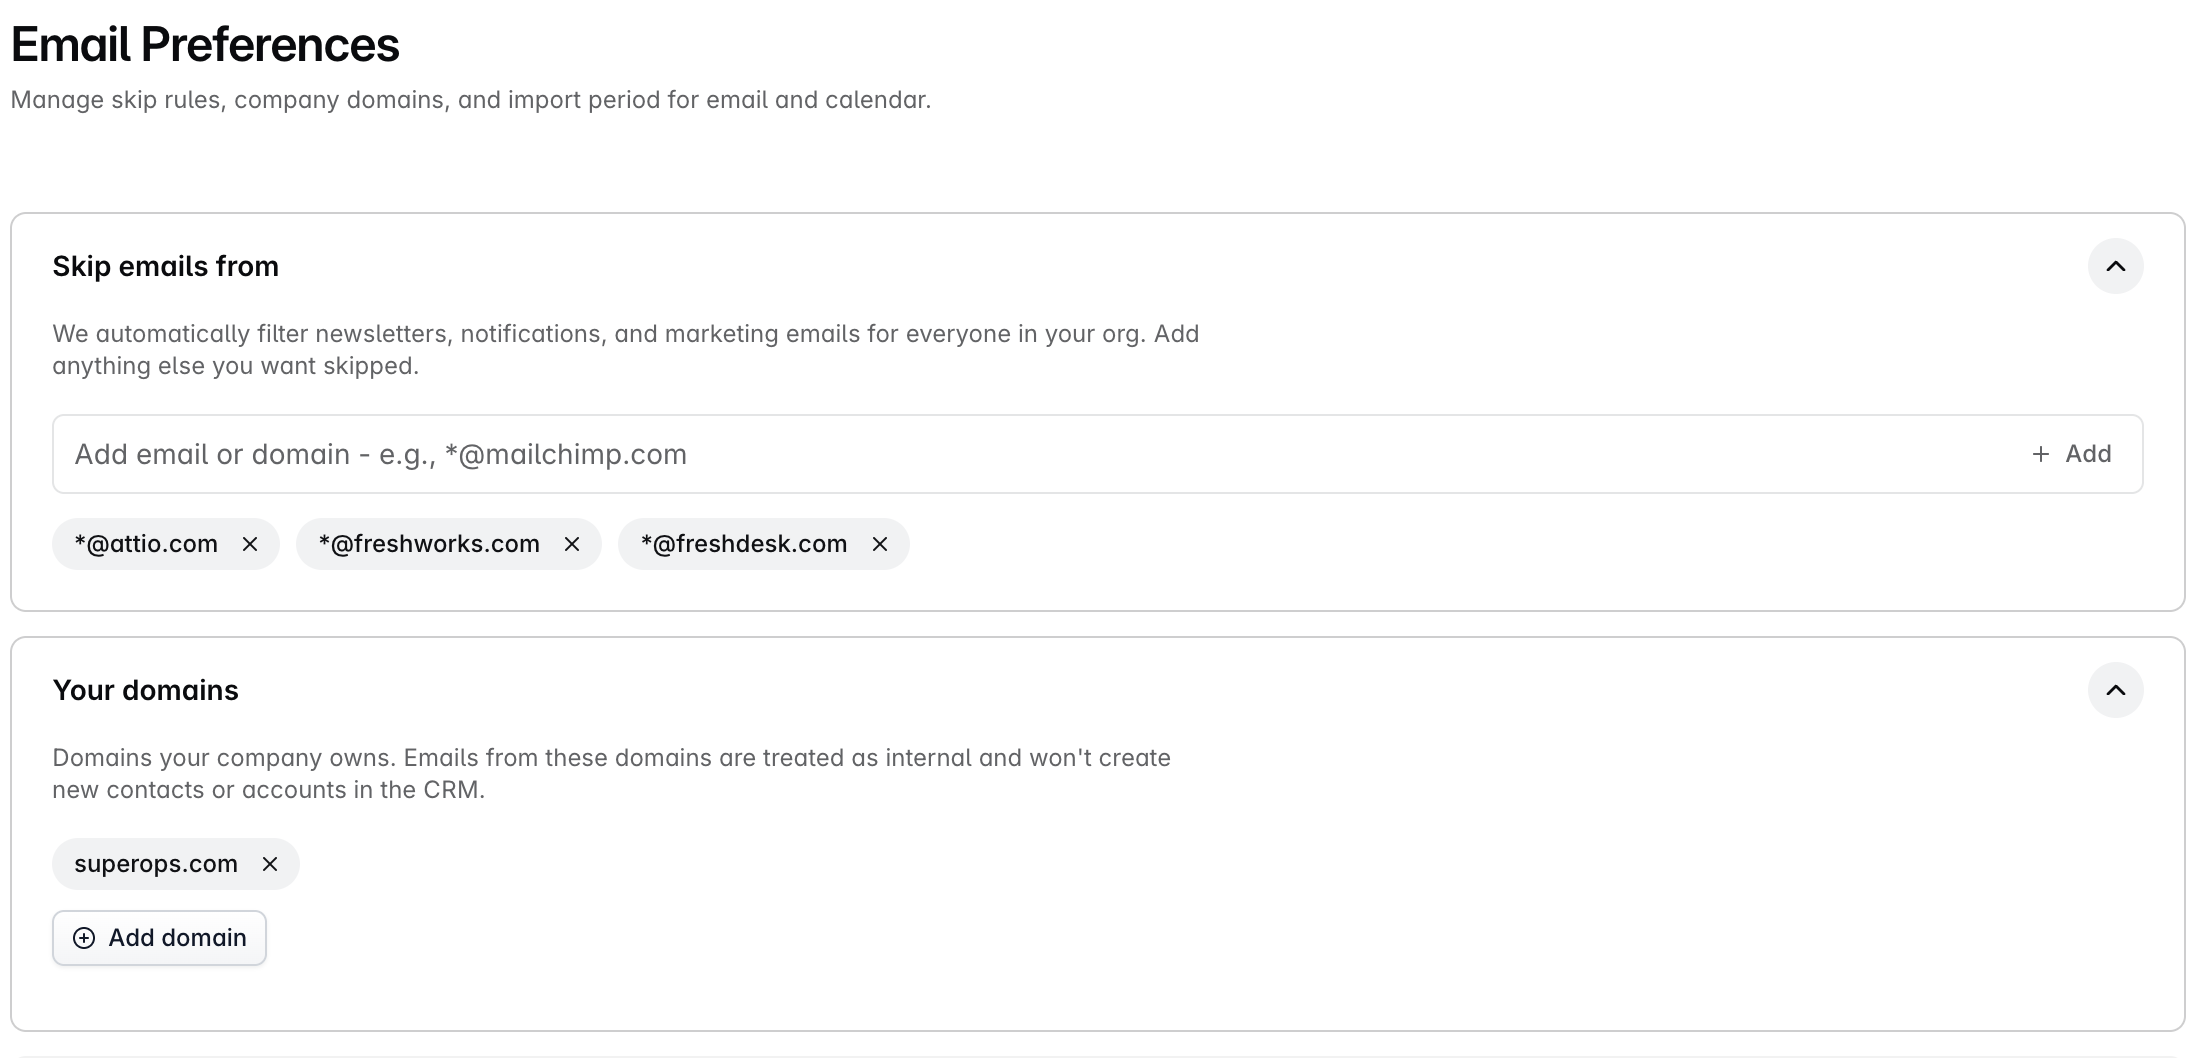 Email Preferences
Manage skip rules, company domains, and import period for email and calendar.
Skip emails from
We automatically filter newsletters, notifications, and marketing emails for everyone in your org. Add
anything else you want skipped.
Add email or domain - e.g., *@mailchimp.com
+ Add
*@attio.com × *@freshworks.com × *@freshdesk.com ×
Your domains
Domains your company owns. Emails from these domains are treated as internal and won't create
new contacts or accounts in the CRM.
superops.com ×
Add domain